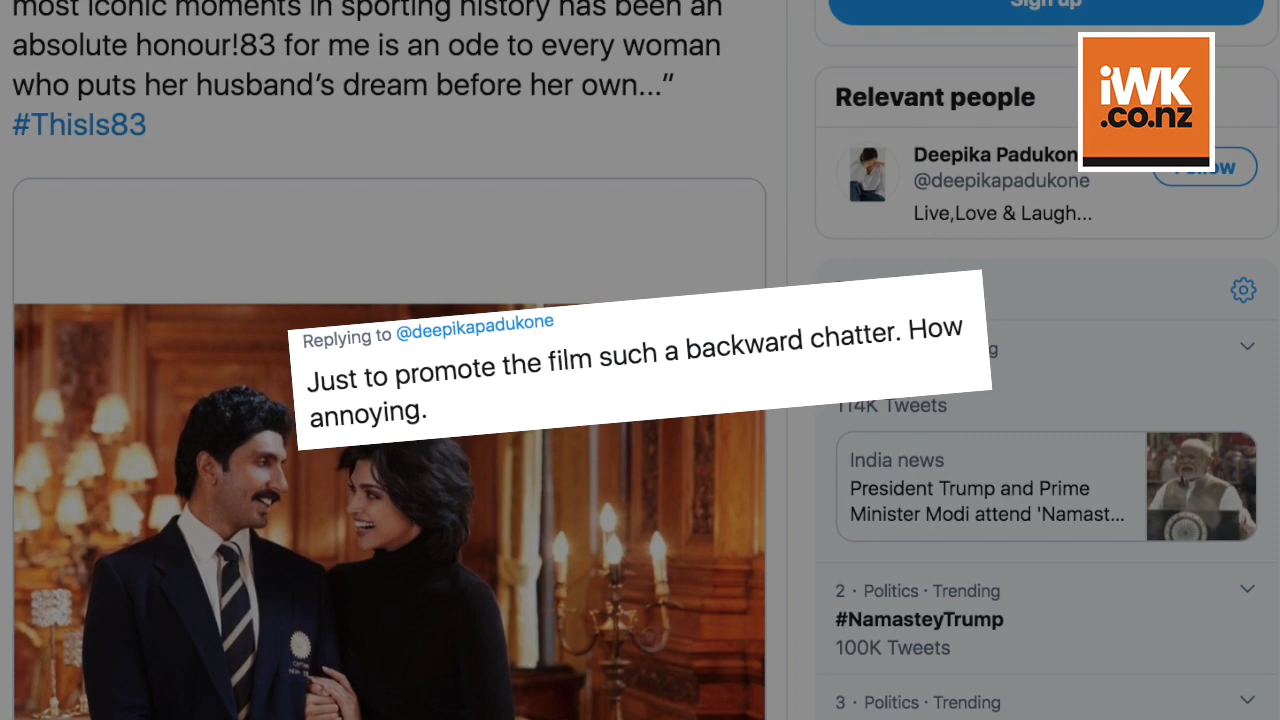 most iconic moments in sporting history has been an
absolute honour!83 for me is an ode to every woman
who puts her husband’s dream before her own...”
#ThisIs83
Replying to @deepikapadukone
Just to promote the film such a backward chatter. How
annoying.
Sign up
iWK
.co.nz
Relevant people
Deepika Padukon
@deepikapadukone
Follow
Live,Love & Laugh...
114K Tweets
India news
President Trump and Prime
Minister Modi attend 'Namast...
2 · Politics · Trending
#NamasteyTrump
100K Tweets
3 · Politics · Trending